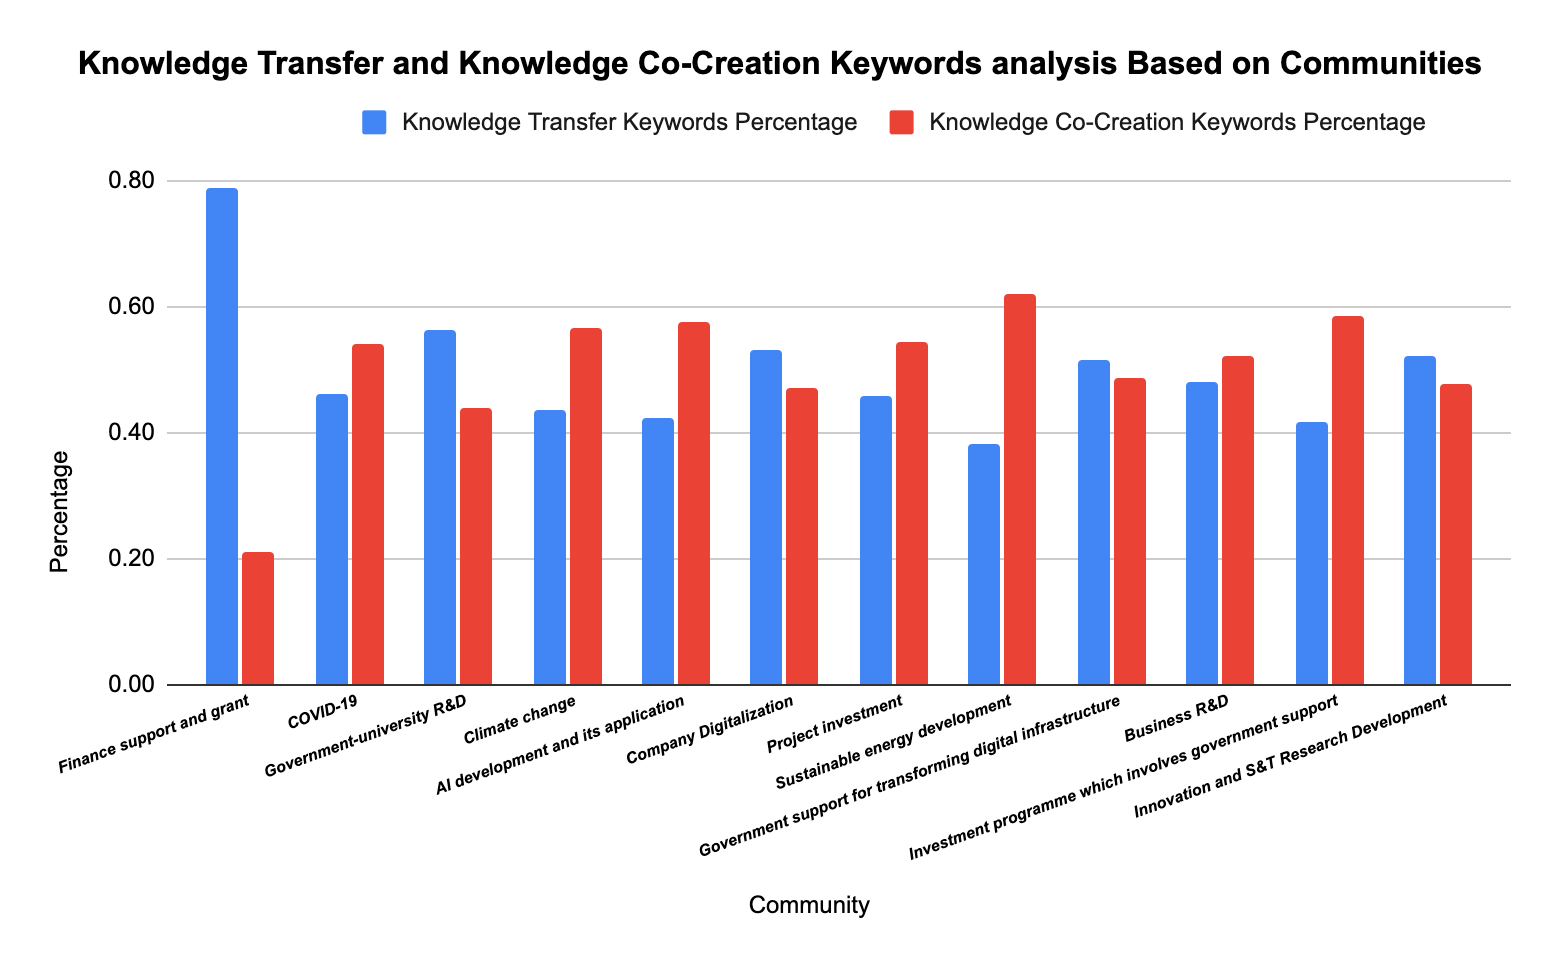 Knowledge Transfer and Knowledge Co-Creation Keywords analysis Based on Communities
Knowledge Transfer Keywords Percentage
Knowledge Co-Creation Keywords Percentage
0.80
0.60
0.40
0.20
0.00
Percentage
Finance support and grant
COVID-19
Government-university R&D
Climate change
AI development and its application
Company Digitalization
Project investment
Sustainable energy development
Government support for transforming digital infrastructure
Business R&D
Investment programme which involves government support
Innovation and S&T Research Development
Community